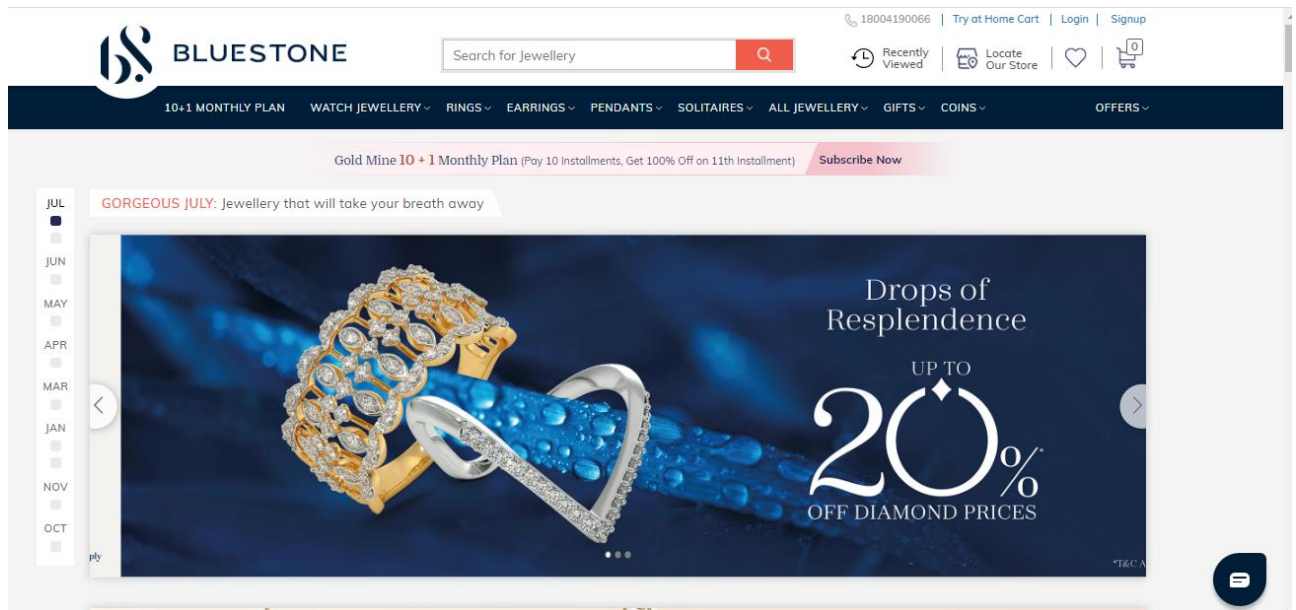 18004190066 | Try at Home Cart | Login | Signup
BLUESTONE
Search for Jewellery
Recently Viewed
Locate Our Store
0
10+1 MONTHLY PLAN WATCH JEWELLERY RINGS EARRINGS PENDANTS SOLITAIRES ALL JEWELLERY GIFTS COINS OFFERS
Gold Mine 10 + 1 Monthly Plan (Pay 10 Installments, Get 100% Off on 11th Installment) Subscribe Now
GORGEOUS JULY: Jewellery that will take your breath away
JUL
JUN
MAY
APR
MAR
JAN
NOV
OCT
Drops of
Resplendence
UP TO
20%*
OFF DIAMOND PRICES
ply
*T&C A